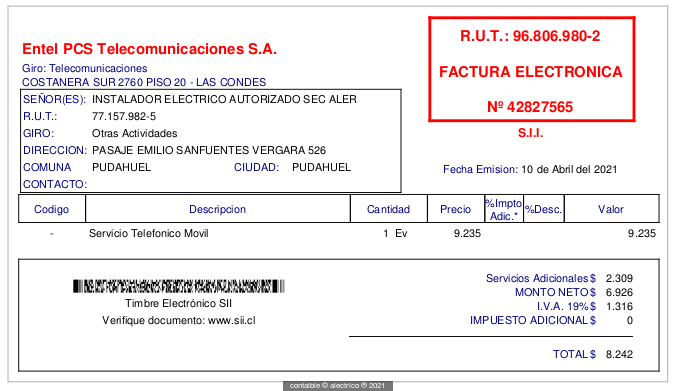 Entel PCS Telecomunicaciones S.A.
Giro: Telecomunicaciones
COSTANERA SUR 2760 PISO 20 - LAS CONDES
R.U.T.: 96.806.980-2
FACTURA ELECTRONICA
Nº 42827565
S.I.I.
SEÑOR(ES): INSTALADOR ELECTRICO AUTORIZADO SEC ALER
R.U.T.: 77.157.982-5
GIRO: Otras Actividades
DIRECCION: PASAJE EMILIO SANFUENTES VERGARA 526
COMUNA PUDAHUEL CIUDAD: PUDAHUEL
CONTACTO:
Fecha Emision: 10 de Abril del 2021
Codigo Descripcion Cantidad Precio %Impto Adic.* %Desc. Valor
- Servicio Telefonico Movil 1 Ev 9.235 9.235
Timbre Electrónico SII
Verifique documento: www.sii.cl
Servicios Adicionales $ 2.309
MONTO NETO $ 6.926
I.V.A. 19% $ 1.316
IMPUESTO ADICIONAL $ 0
TOTAL $ 8.242
contaible © alectrico ® 2021